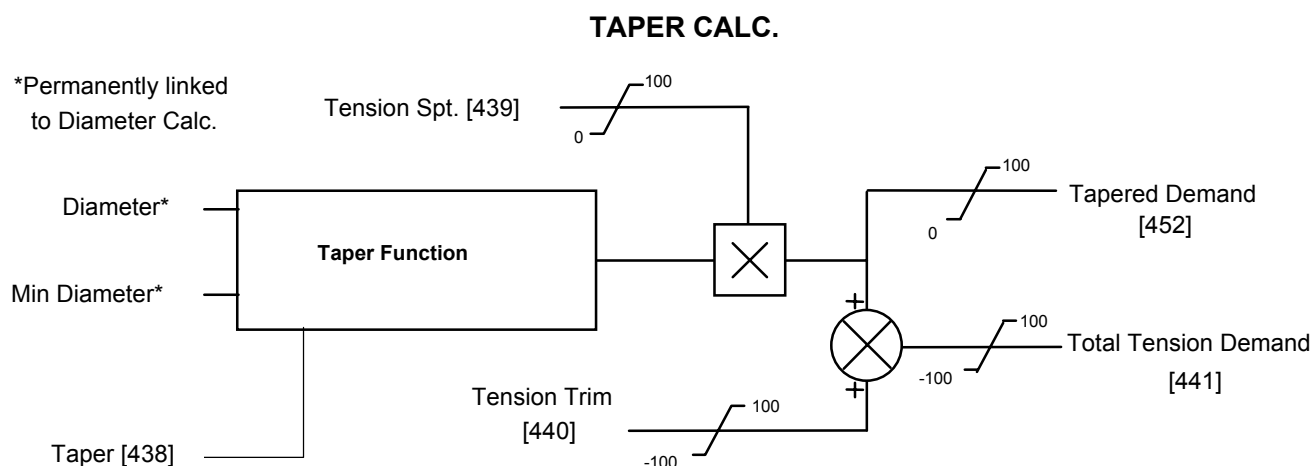 TAPER CALC.
*Permanently linked
to Diameter Calc.
Tension Spt. [439]
100
0
Diameter*
Min Diameter*
Taper Function
100
0
Tapered Demand
[452]
+
+
100
-100
Total Tension Demand
[441]
Tension Trim
[440]
100
-100
Taper [438]